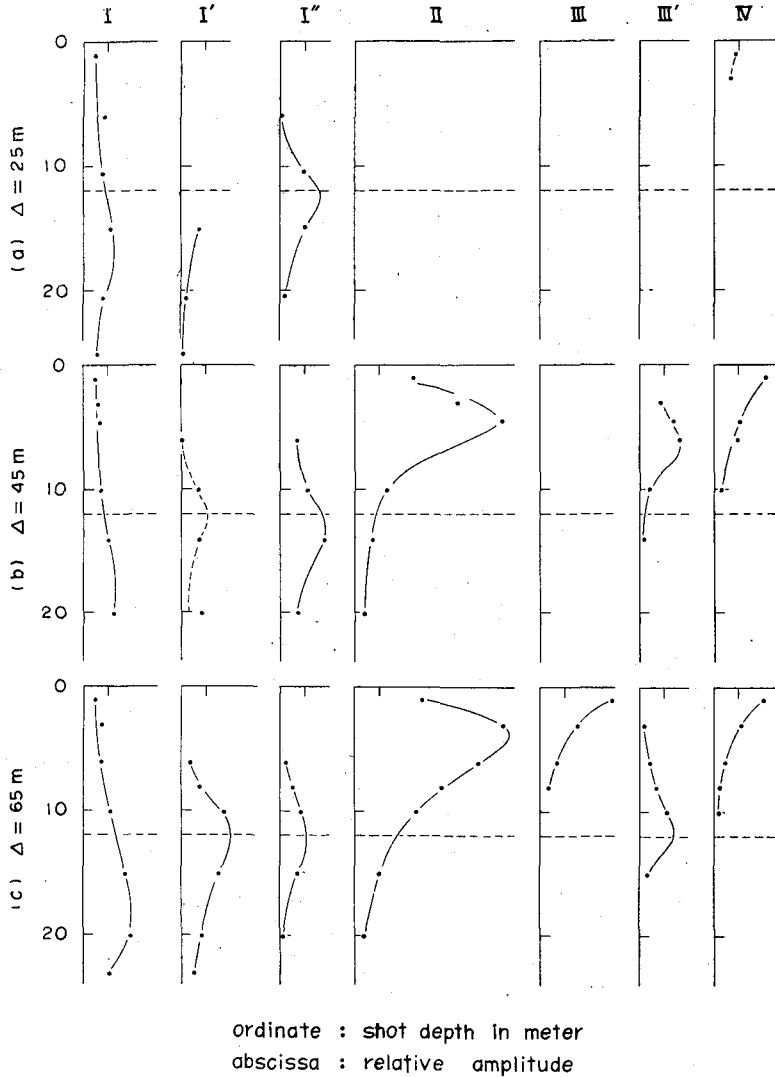 I I′ I″ II III III′ IV
(a) Δ = 25 m
0
10
20
(b) Δ = 45 m
0
10
20
(c) Δ = 65 m
0
10
20
ordinate : shot depth in meter
abscissa : relative amplitude